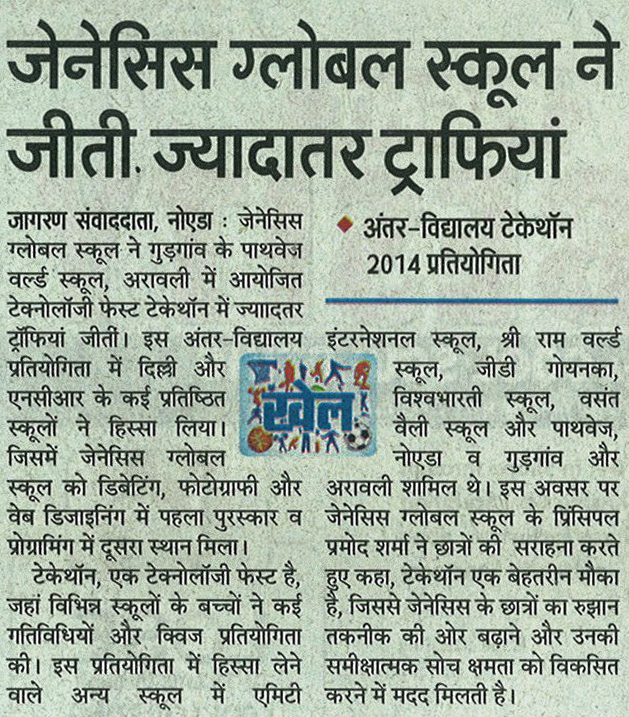 जेनेसिस ग्लोबल स्कूल ने
जीती ज्यादातर ट्राफियां
जागरण संवाददाता, नोएडा : जेनेसिस
ग्लोबल स्कूल ने गुड़गांव के पाथवेज
वर्ल्ड स्कूल, अरावली में आयोजित
टेक्नोलॉजी फेस्ट टेकेथॉन में ज्याादतर
ट्रॉफियां जीतीं। इस अंतर-विद्यालय
प्रतियोगिता में दिल्ली और
एनसीआर के कई प्रतिष्ठित
स्कूलों ने हिस्सा लिया।
जिसमें जेनेसिस ग्लोबल
स्कूल को डिबेटिंग, फोटोग्राफी और
वेब डिजाइनिंग में पहला पुरस्कार व
प्रोग्रामिंग में दूसरा स्थान मिला।
टेकेथॉन, एक टेक्नोलॉजी फेस्ट है,
जहां विभिन्न स्कूलों के बच्चों ने कई
गतिविधियों और क्विज प्रतियोगिता
की। इस प्रतियोगिता में हिस्सा लेने
वाले अन्य स्कूल में एमिटी
अंतर-विद्यालय टेकेथॉन
2014 प्रतियोगिता
इंटरनेशनल स्कूल, श्री राम वर्ल्ड
स्कूल, जीडी गोयनका,
विश्वभारती स्कूल, वसंत
वैली स्कूल और पाथवेज,
नोएडा व गुड़गांव और
अरावली शामिल थे। इस अवसर पर
जेनेसिस ग्लोबल स्कूल के प्रिंसिपल
प्रमोद शर्मा ने छात्रों की सराहना करते
हुए कहा, टेकेथॉन एक बेहतरीन मौका
है, जिससे जेनेसिस के छात्रों का रुझान
तकनीक की ओर बढ़ाने और उनकी
समीक्षात्मक सोच क्षमता को विकसित
करने में मदद मिलती है।
खेल